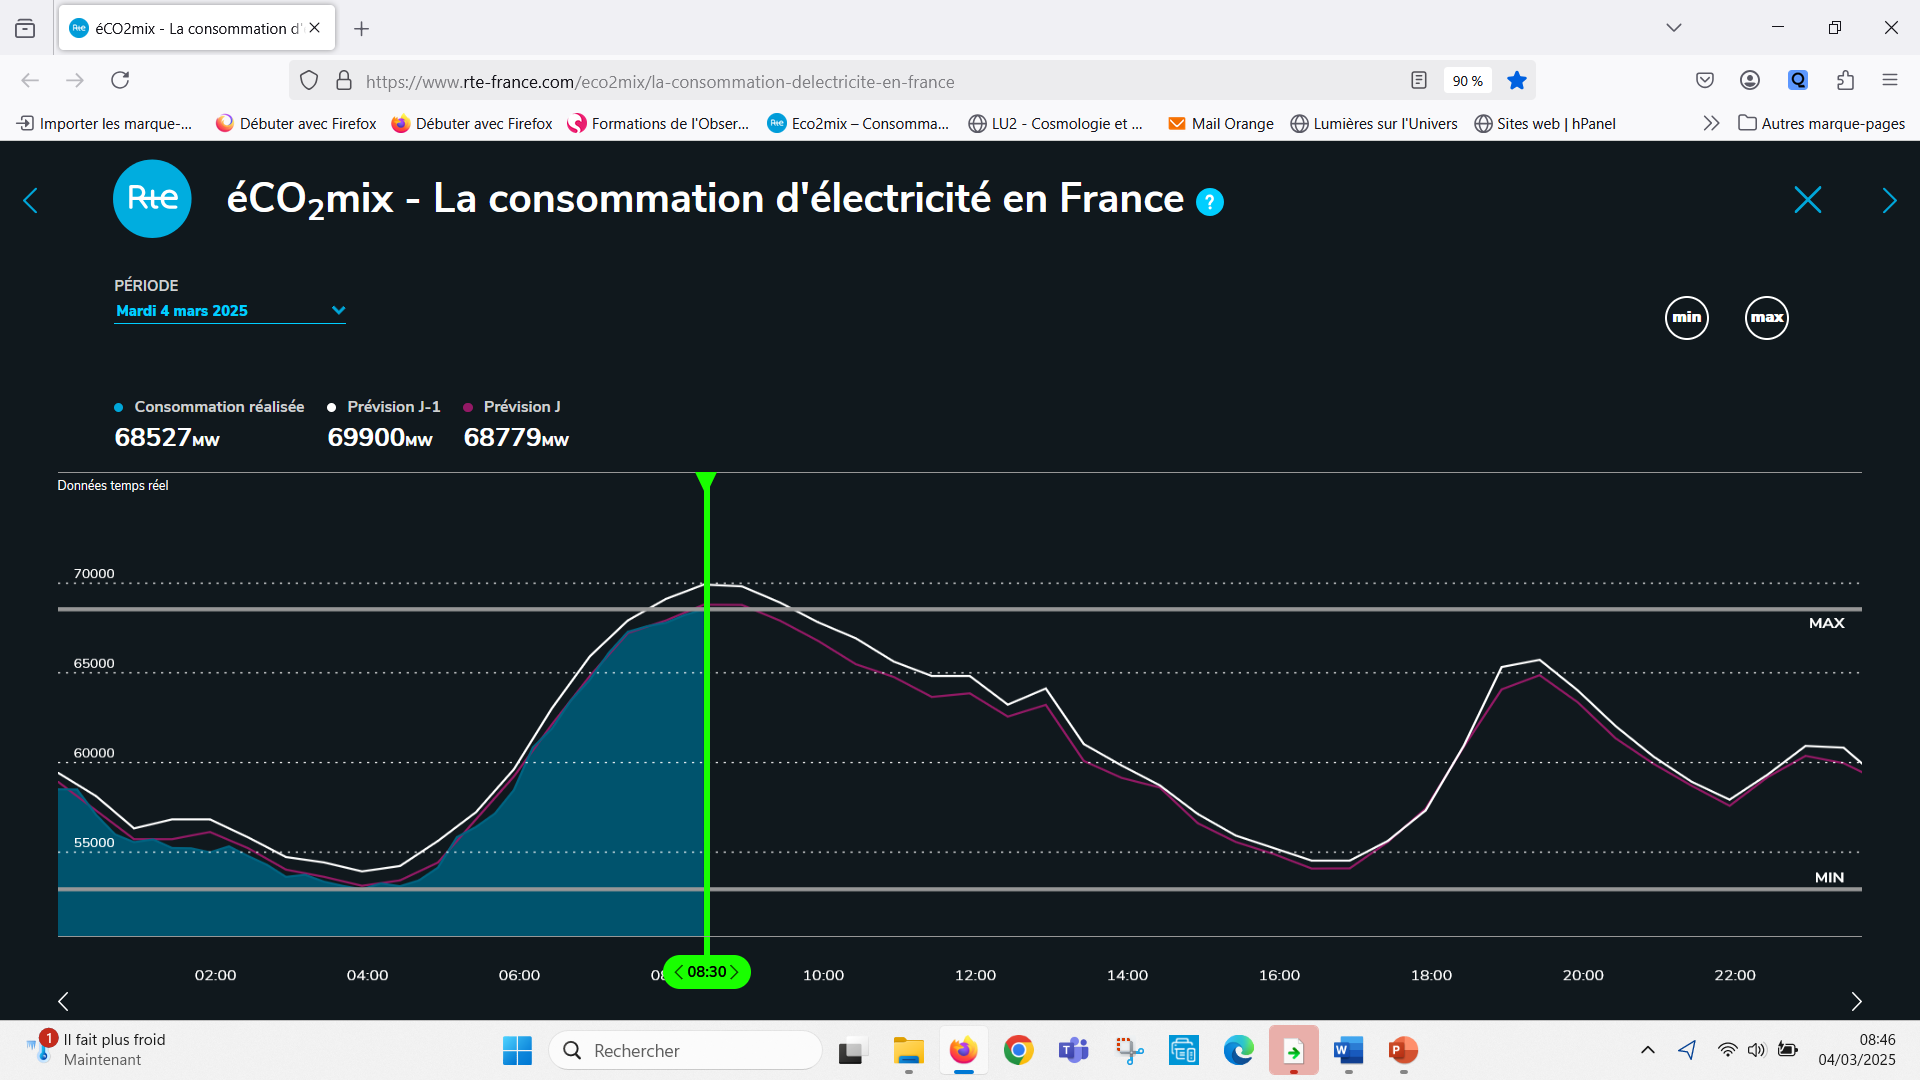 éCO2mix - La consommation d'
https://www.rte-france.com/eco2mix/la-consommation-delectricite-en-france
90 %
Importer les marque-...
Débuter avec Firefox
Débuter avec Firefox
Formations de l'Obser...
Eco2mix – Consomma...
LU2 - Cosmologie et ...
Mail Orange
Lumières sur l'Univers
Sites web | hPanel
Autres marque-pages
Rte
éCO₂mix - La consommation d'électricité en France ?
PÉRIODE
Mardi 4 mars 2025
min
max
Consommation réalisée
68527MW
Prévision J-1
69900MW
Prévision J
68779MW
Données temps réel
70000
MAX
65000
60000
55000
MIN
02:00
04:00
06:00
08:30
10:00
12:00
14:00
16:00
18:00
20:00
22:00
1
Il fait plus froid
Maintenant
Rechercher
08:46
04/03/2025